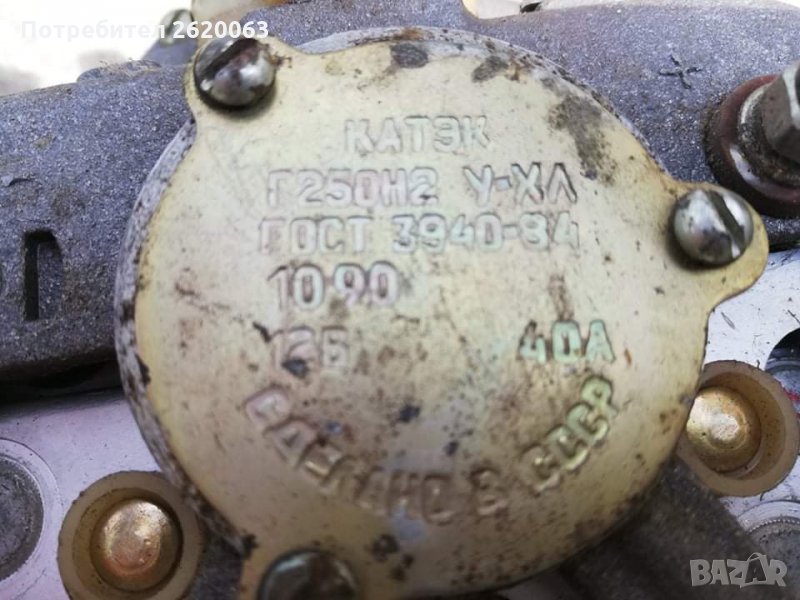 Потребител 2620063
КАТЭК
Г250Н2 У-ХЛ
ГОСТ 3940-84
10 90
12В 40А
СДЕЛАНО В СССР
BAZAR